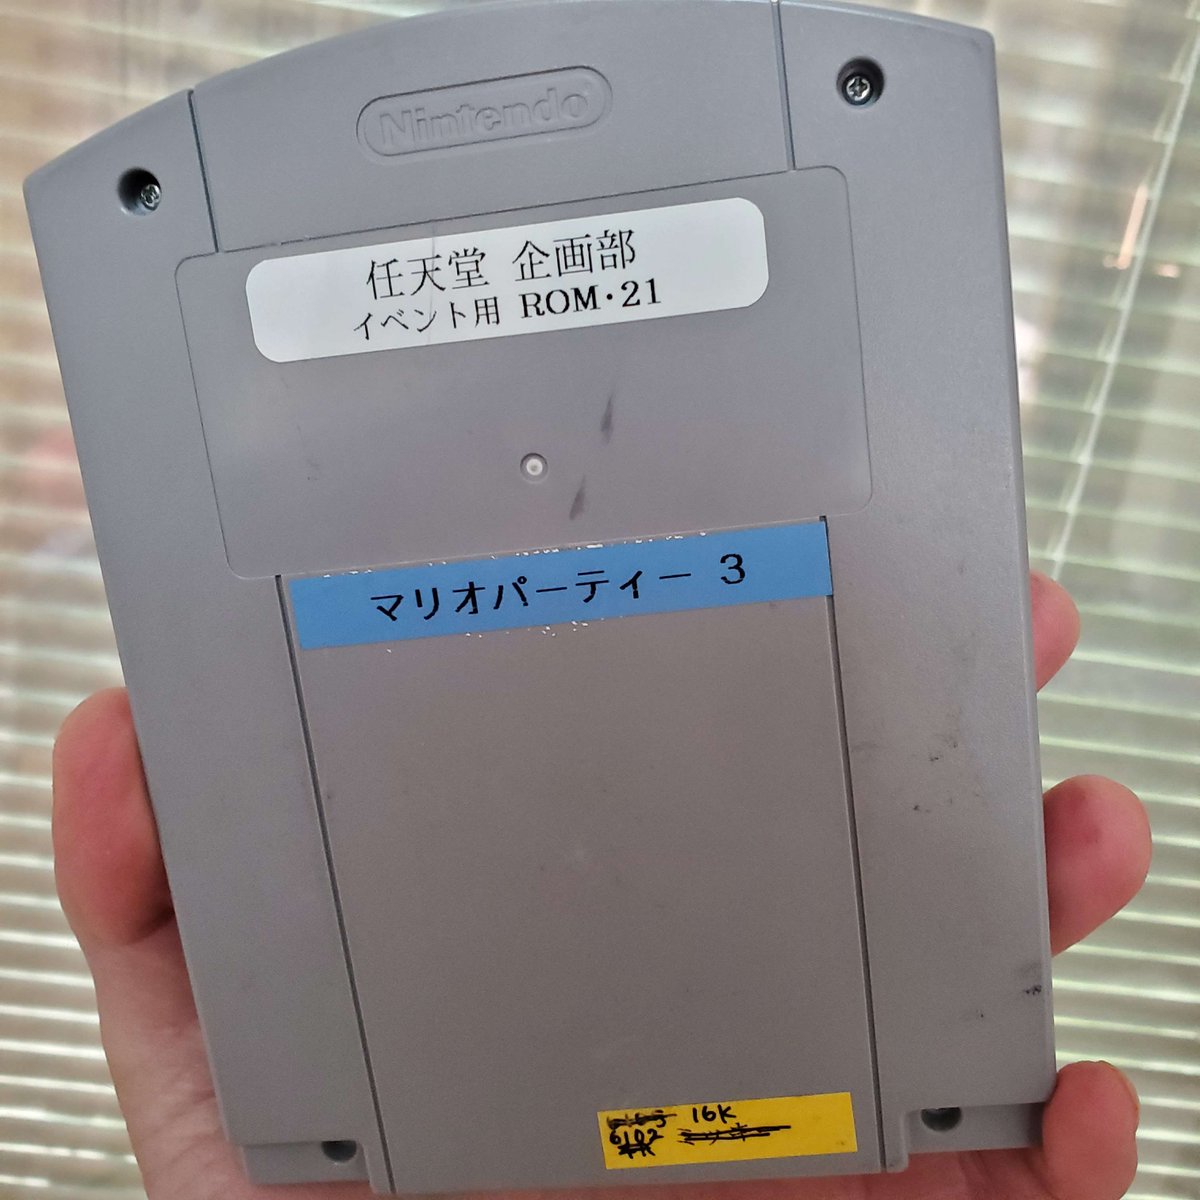 Nintendo
任天堂 企画部
イベント用 ROM・21
マリオパーティー 3
16K
6102